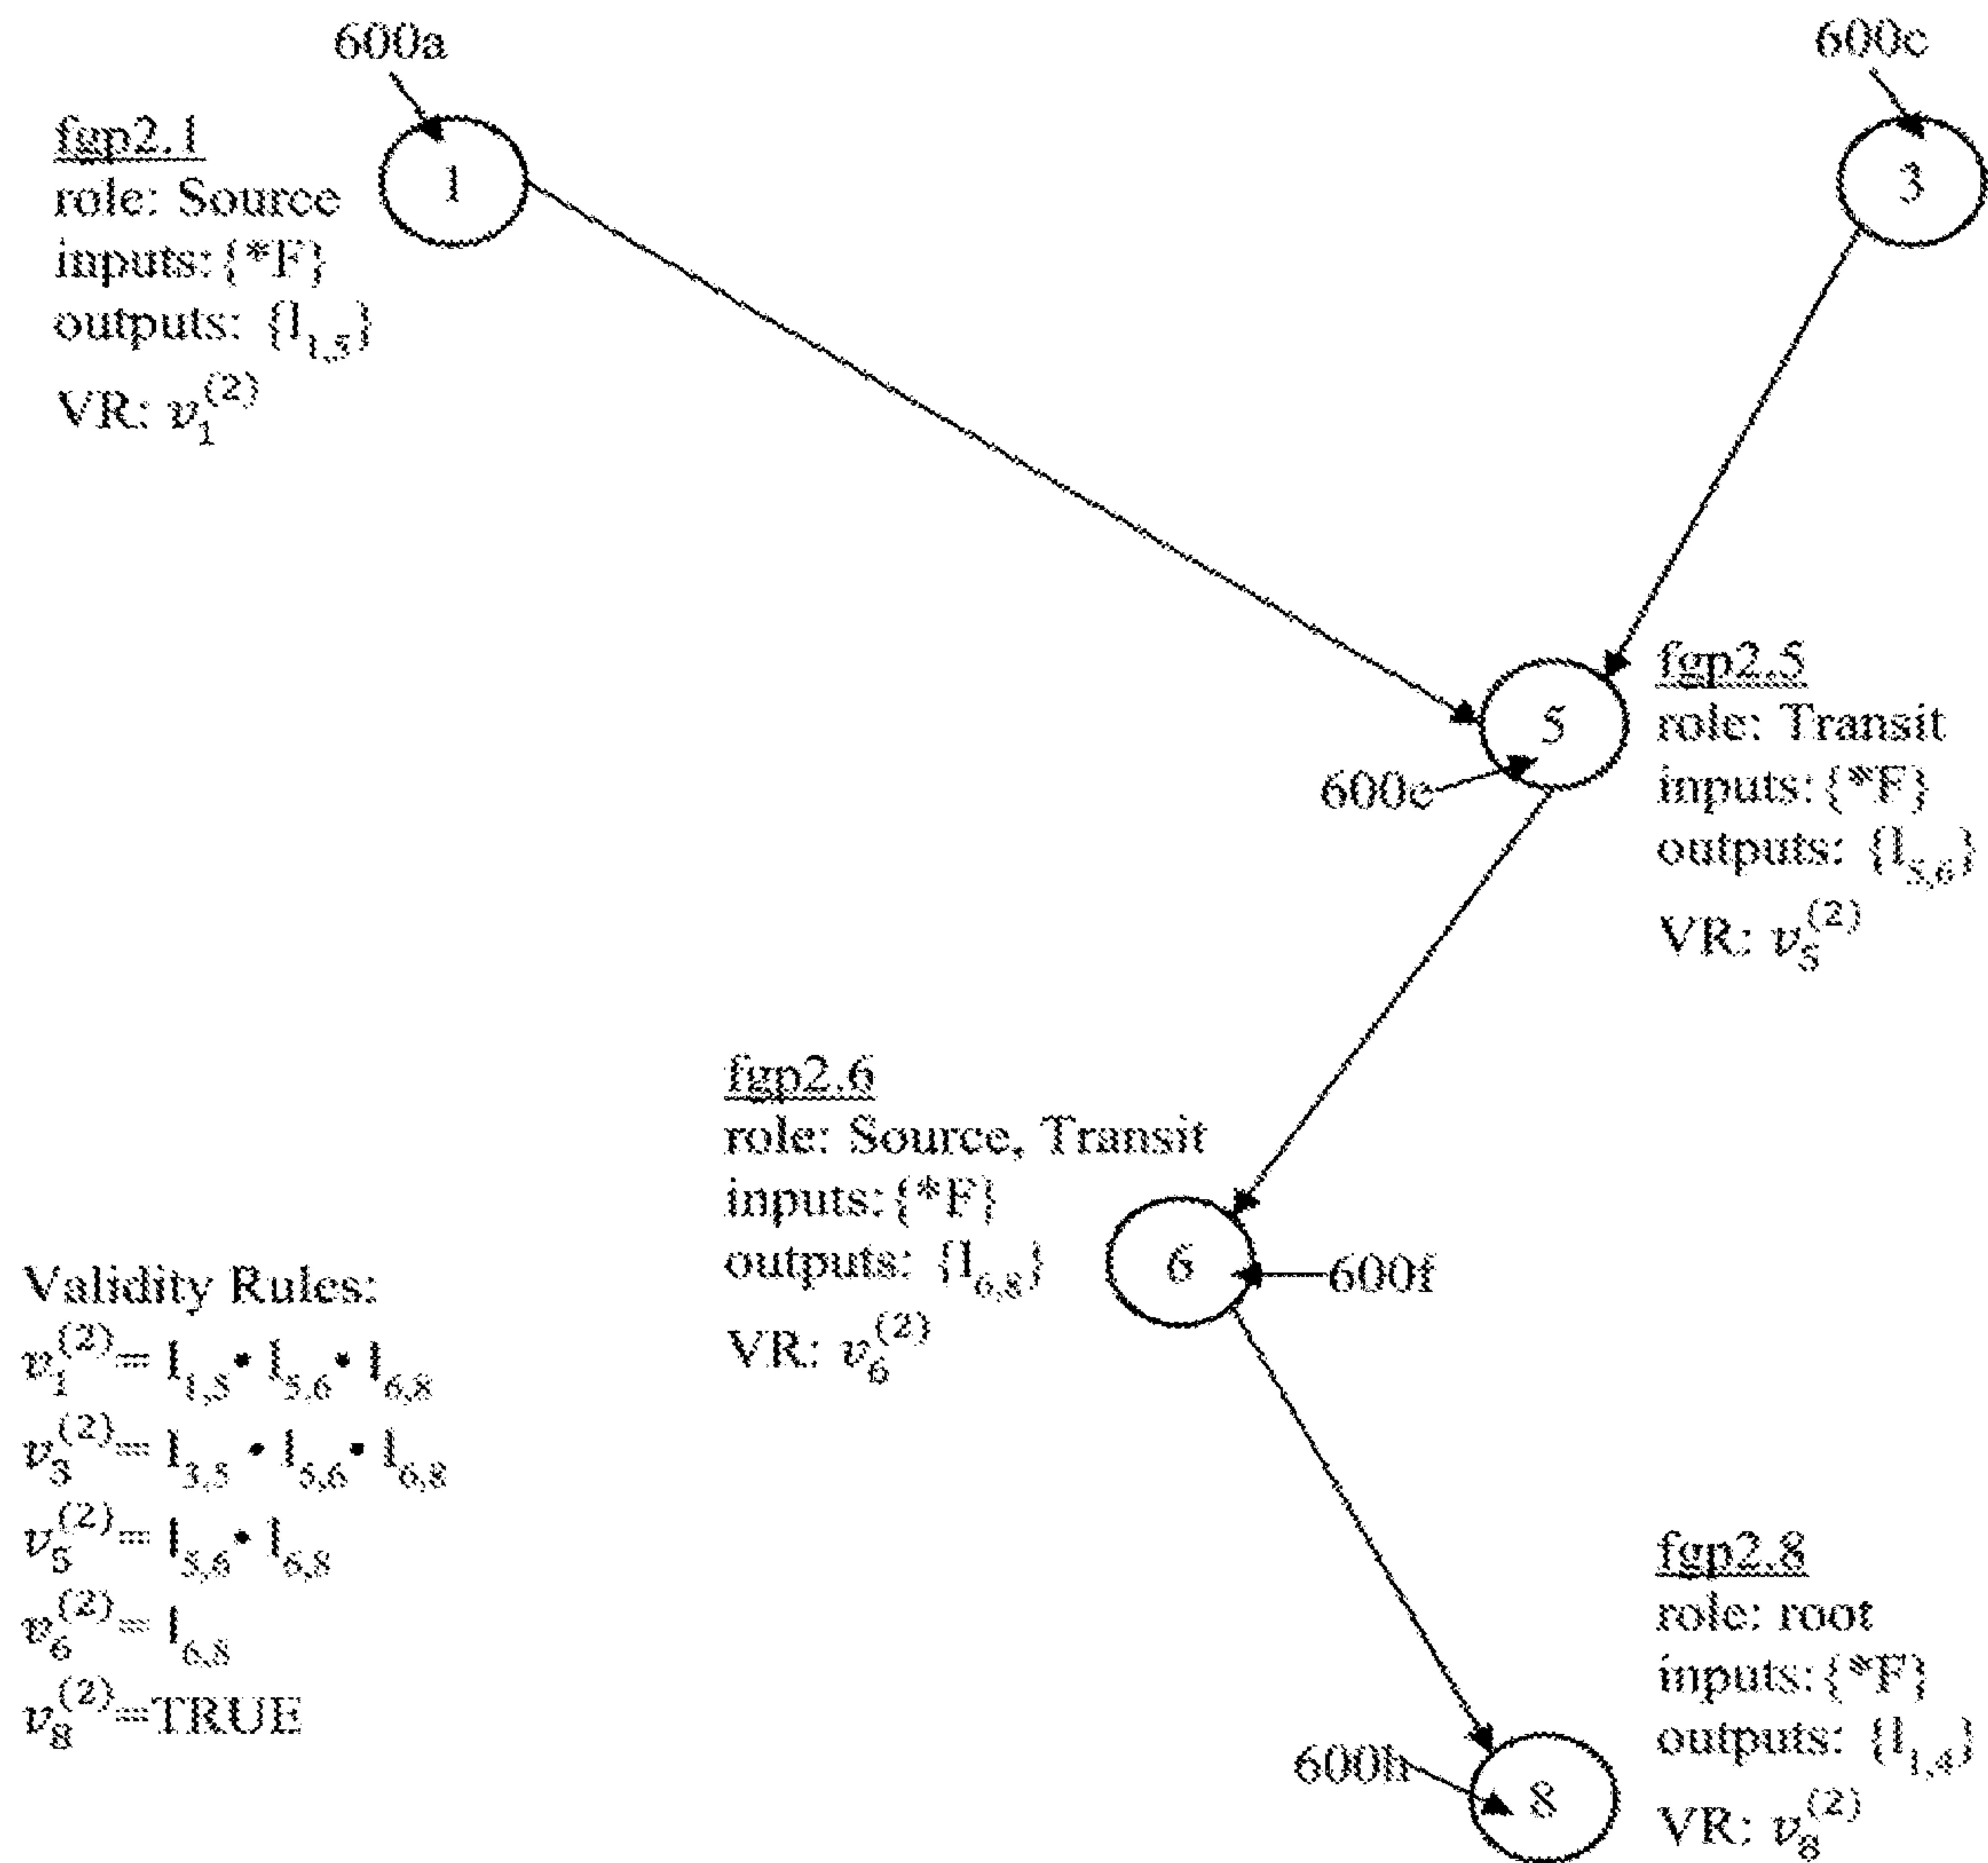 600a
600c
fgp2.1
role: Source
inputs:{*F}
outputs: {l1,5}
VR: v1(2)
1
3
fgp2.5
role: Transit
inputs:{*F}
outputs: {l5,6}
VR: v5(2)
5
600e
fgp2.6
role: Source, Transit
inputs:{*F}
outputs: {l6,8}
VR: v6(2)
6
600f
Validity Rules:
v1(2)= l1,5• l5,6• l6,8
v3(2)= l3,5 • l5,6• l6,8
v5(2)= l5,6• l6,8
v6(2)= l6,8
v8(2)=TRUE
fgp2.8
role: root
inputs:{*F}
outputs: {l1,4}
VR: v8(2)
600h
8